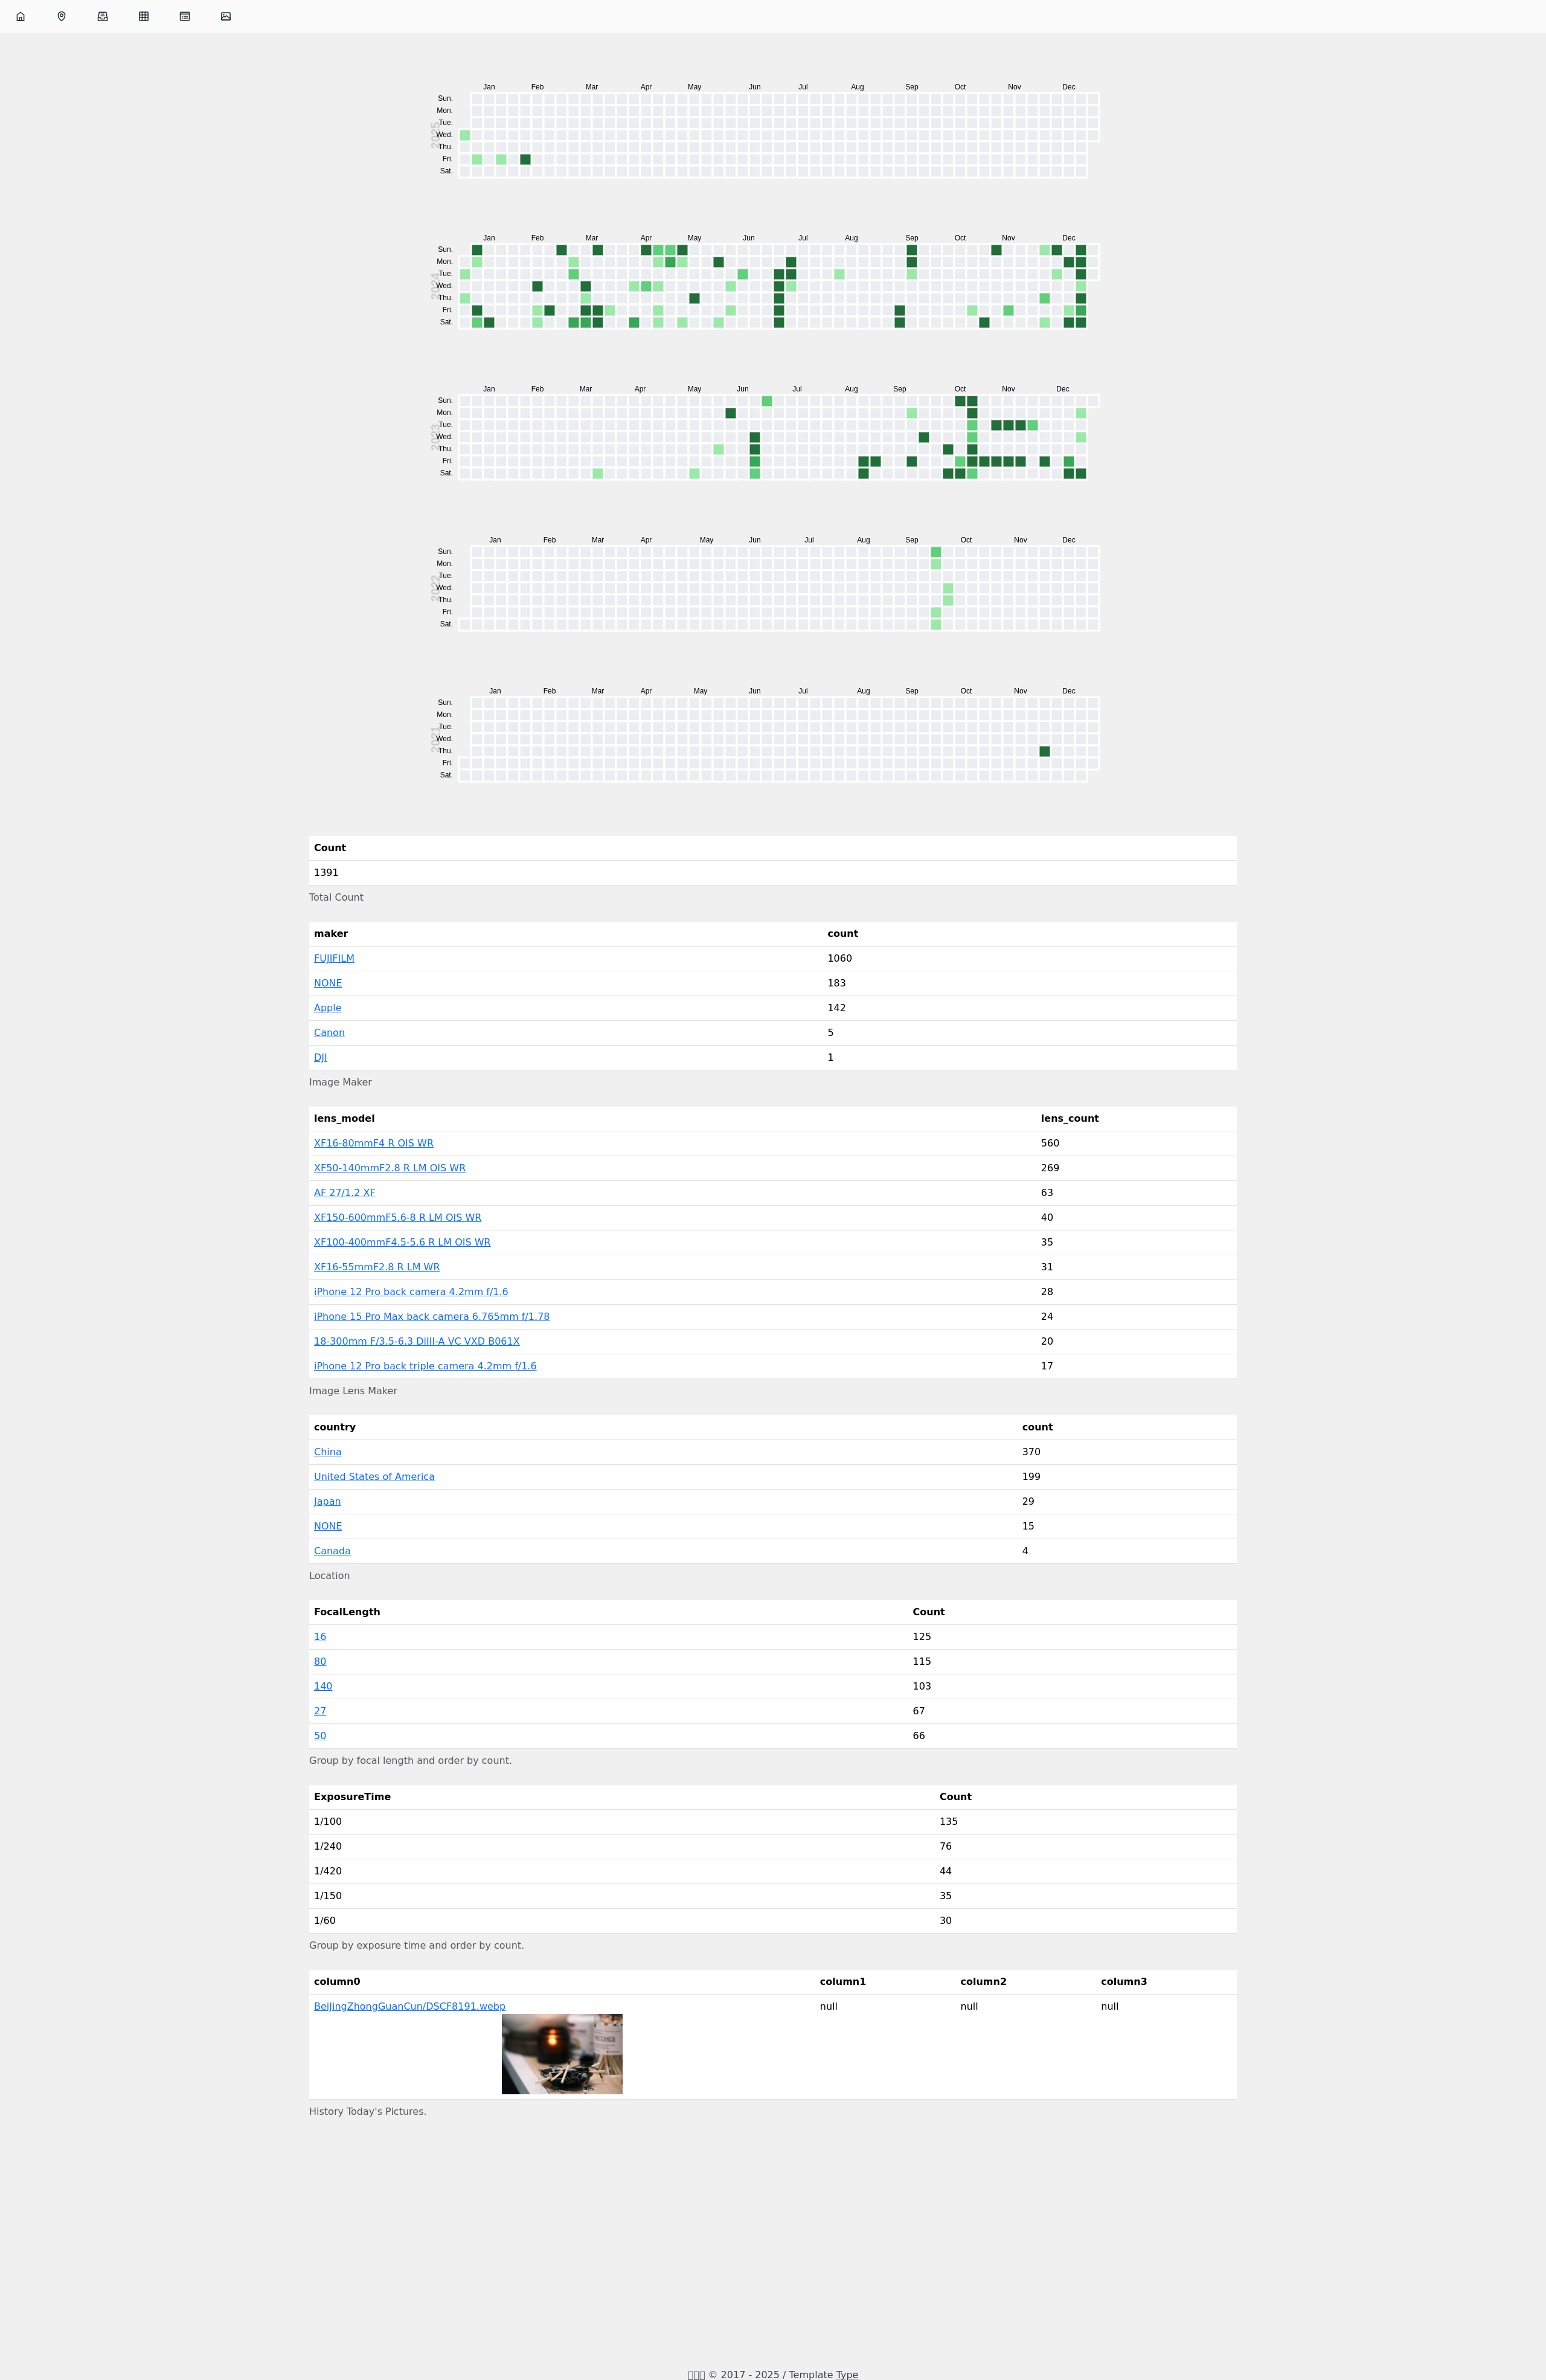 Jan Feb Mar Apr May Jun Jul Aug Sep Oct Nov Dec
Sun.
Mon.
Tue.
2025
Wed.
Thu.
Fri.
Sat.
Jan Feb Mar Apr May Jun Jul Aug Sep Oct Nov Dec
Sun.
Mon.
Tue.
2024
Wed.
Thu.
Fri.
Sat.
Jan Feb Mar Apr May Jun Jul Aug Sep Oct Nov Dec
Sun.
Mon.
Tue.
2023
Wed.
Thu.
Fri.
Sat.
Jan Feb Mar Apr May Jun Jul Aug Sep Oct Nov Dec
Sun.
Mon.
Tue.
2022
Wed.
Thu.
Fri.
Sat.
Jan Feb Mar Apr May Jun Jul Aug Sep Oct Nov Dec
Sun.
Mon.
Tue.
2021
Wed.
Thu.
Fri.
Sat.
Count
1391
Total Count
maker count
FUJIFILM 1060
NONE 183
Apple 142
Canon 5
DJI 1
Image Maker
lens_model lens_count
XF16-80mmF4 R OIS WR 560
XF50-140mmF2.8 R LM OIS WR 269
AF 27/1.2 XF 63
XF150-600mmF5.6-8 R LM OIS WR 40
XF100-400mmF4.5-5.6 R LM OIS WR 35
XF16-55mmF2.8 R LM WR 31
iPhone 12 Pro back camera 4.2mm f/1.6 28
iPhone 15 Pro Max back camera 6.765mm f/1.78 24
18-300mm F/3.5-6.3 DiIII-A VC VXD B061X 20
iPhone 12 Pro back triple camera 4.2mm f/1.6 17
Image Lens Maker
country count
China 370
United States of America 199
Japan 29
NONE 15
Canada 4
Location
FocalLength Count
16 125
80 115
140 103
27 67
50 66
Group by focal length and order by count.
ExposureTime Count
1/100 135
1/240 76
1/420 44
1/150 35
1/60 30
Group by exposure time and order by count.
column0 column1 column2 column3
BeiJingZhongGuanCun/DSCF8191.webp null null null
History Today's Pictures.
© 2017 - 2025 / Template Type